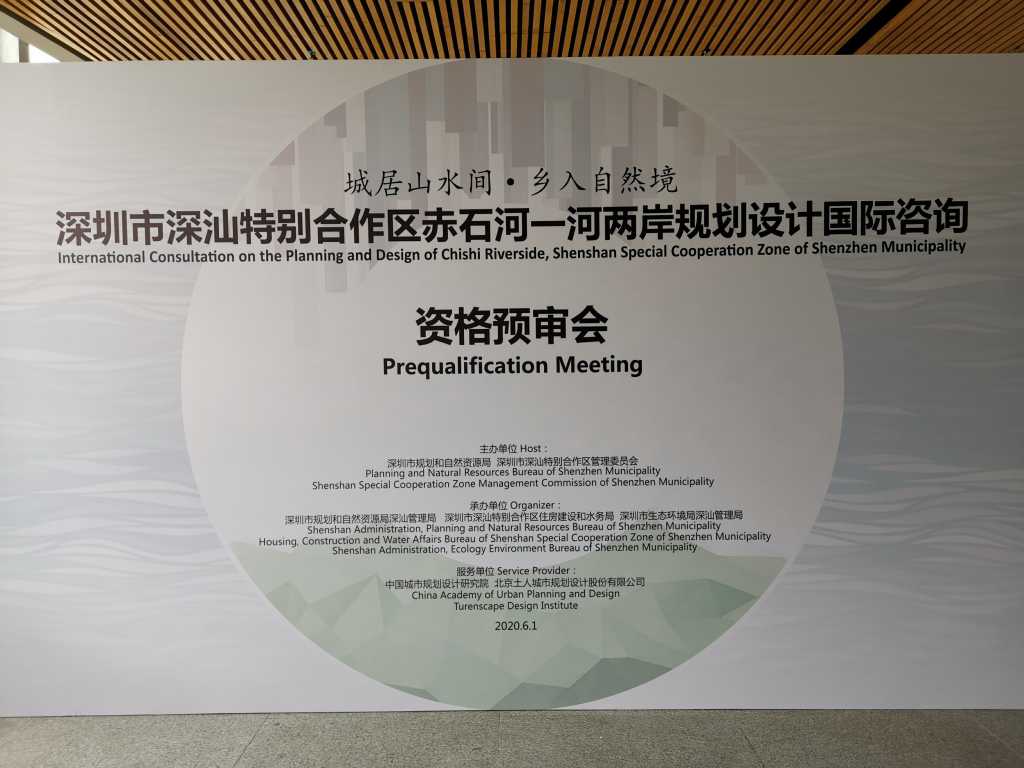 城居山水间·乡入自然境
深圳市深汕特别合作区赤石河一河两岸规划设计国际咨询
International Consultation on the Planning and Design of Chishi Riverside, Shenshan Special Cooperation Zone of Shenzhen Municipality
资格预审会
Prequalification Meeting
主办单位 Host：
深圳市规划和自然资源局 深圳市深汕特别合作区管理委员会
Planning and Natural Resources Bureau of Shenzhen Municipality
Shenshan Special Cooperation Zone Management Commission of Shenzhen Municipality
承办单位 Organizer：
深圳市规划和自然资源局深汕管理局 深圳市深汕特别合作区住房建设和水务局 深圳市生态环境局深汕管理局
Shenshan Administration, Planning and Natural Resources Bureau of Shenzhen Municipality
Housing, Construction and Water Affairs Bureau of Shenshan Special Cooperation Zone of Shenzhen Municipality
Shenshan Administration, Ecology Environment Bureau of Shenzhen Municipality
服务单位 Service Provider：
中国城市规划设计研究院 北京土人城市规划设计股份有限公司
China Academy of Urban Planning and Design
Turenscape Design Institute
2020.6.1